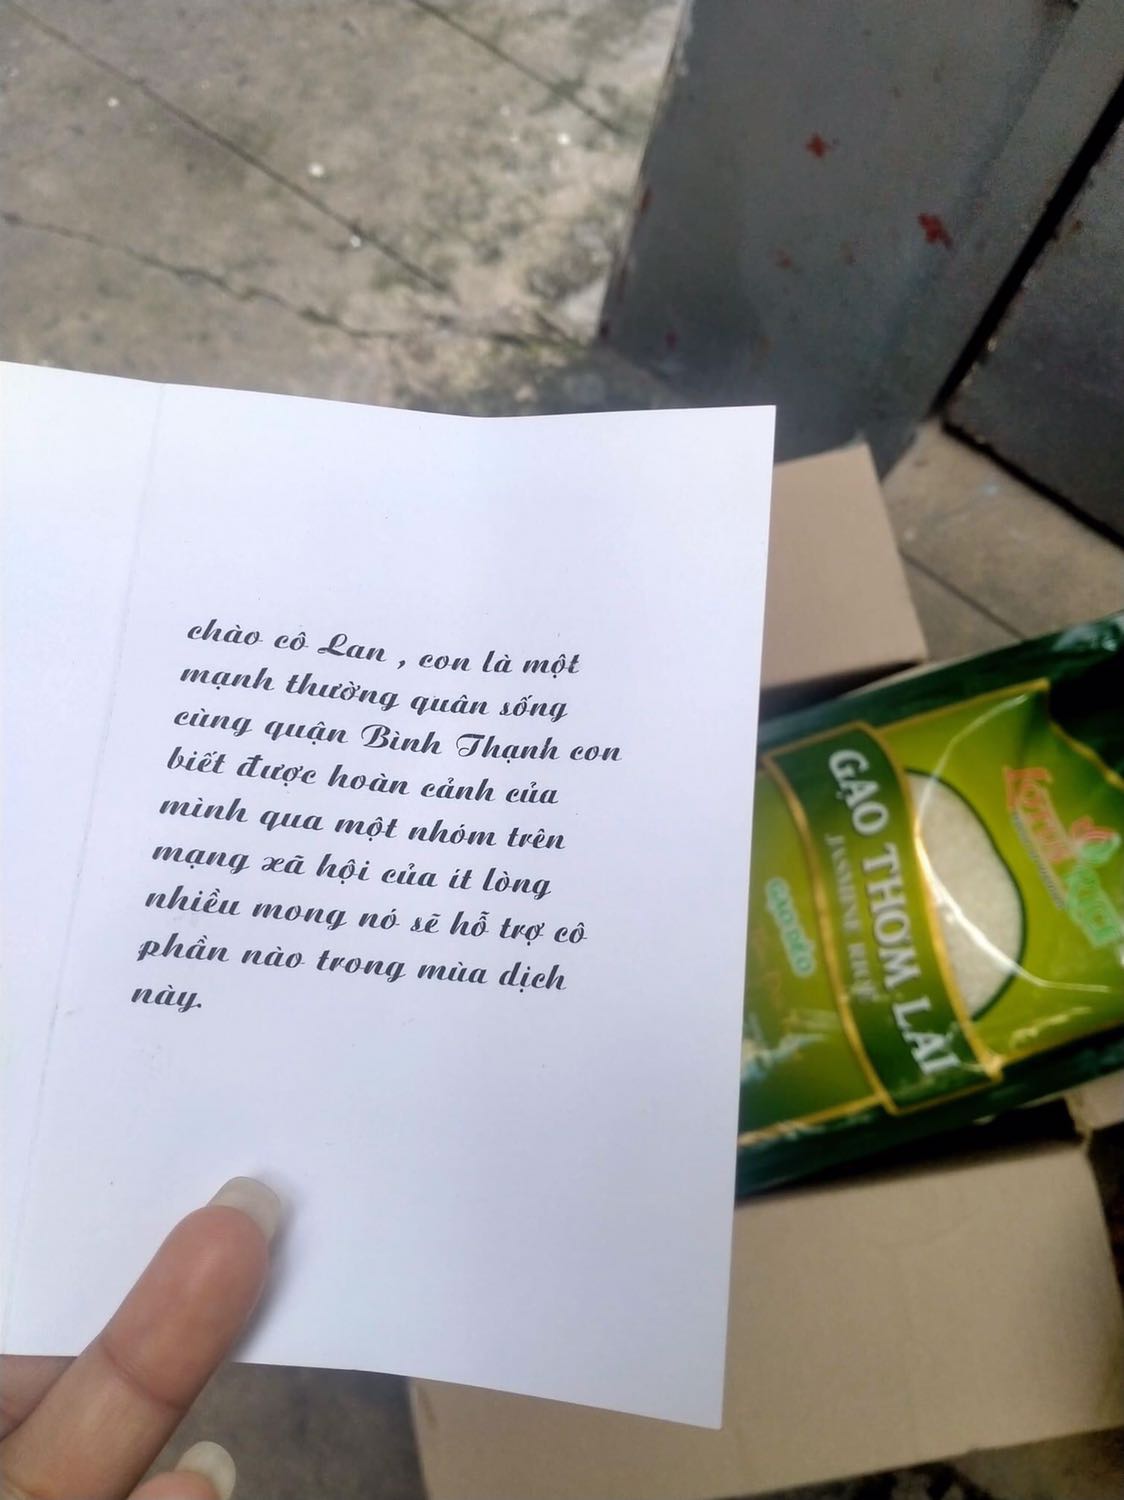 chào cô Lan , con là một
mạnh thường quân sống
cùng quận Bình Thạnh con
biết được hoàn cảnh của
mình qua một nhóm trên
mạng xã hội của ít lòng
nhiều mong nó sẽ hỗ trợ cô
phần nào trong mùa dịch
này.
GẠO THƠM LÀI
JASMINE RICE
GẠO DẺO